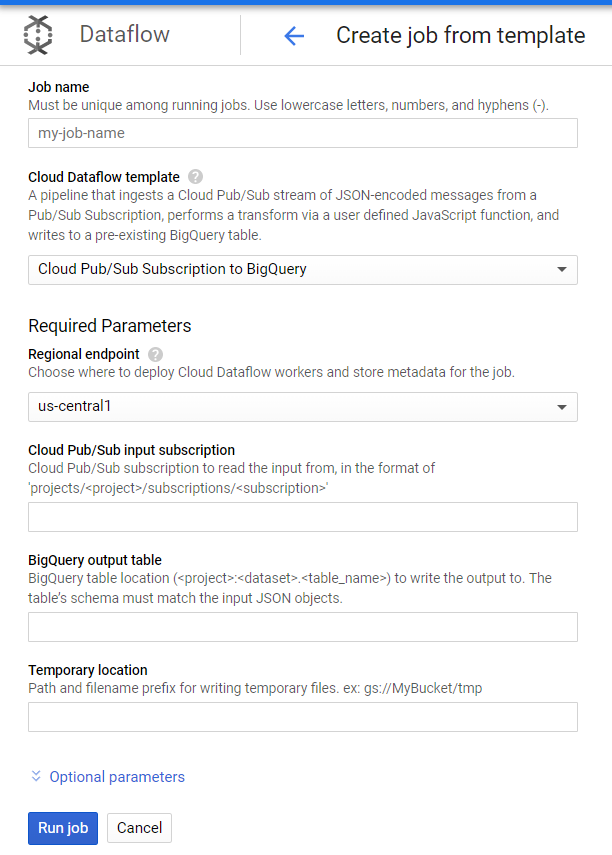 Dataflow
Create job from template
Job name
Must be unique among running jobs. Use lowercase letters, numbers, and hyphens (-).
my-job-name
Cloud Dataflow template
A pipeline that ingests a Cloud Pub/Sub stream of JSON-encoded messages from a
Pub/Sub Subscription, performs a transform via a user defined JavaScript function, and
writes to a pre-existing BigQuery table.
Cloud Pub/Sub Subscription to BigQuery
Required Parameters
Regional endpoint
Choose where to deploy Cloud Dataflow workers and store metadata for the job.
us-central1
Cloud Pub/Sub input subscription
Cloud Pub/Sub subscription to read the input from, in the format of
'projects/<project>/subscriptions/<subscription>'
BigQuery output table
BigQuery table location (<project>:<dataset>.<table_name>) to write the output to. The
table's schema must match the input JSON objects.
Temporary location
Path and filename prefix for writing temporary files. ex: gs://MyBucket/tmp
Optional parameters
Run job
Cancel